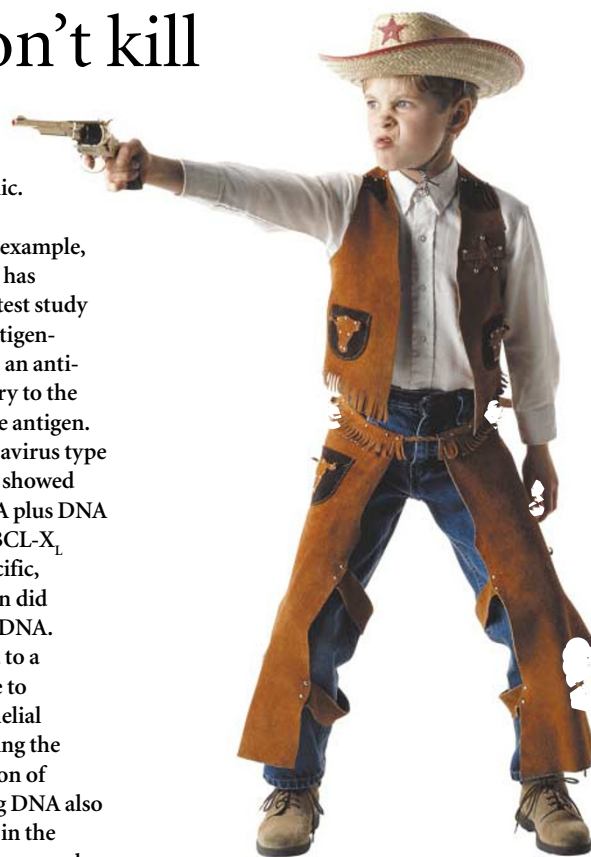 on't kill
ic.
example,
has
test study
tigen-
an anti-
ry to the
e antigen.
avirus type
showed
A plus DNA
BCL-XL
cific,
n did
DNA.
to a
e to
elial
ing the
on of
g DNA also
in the